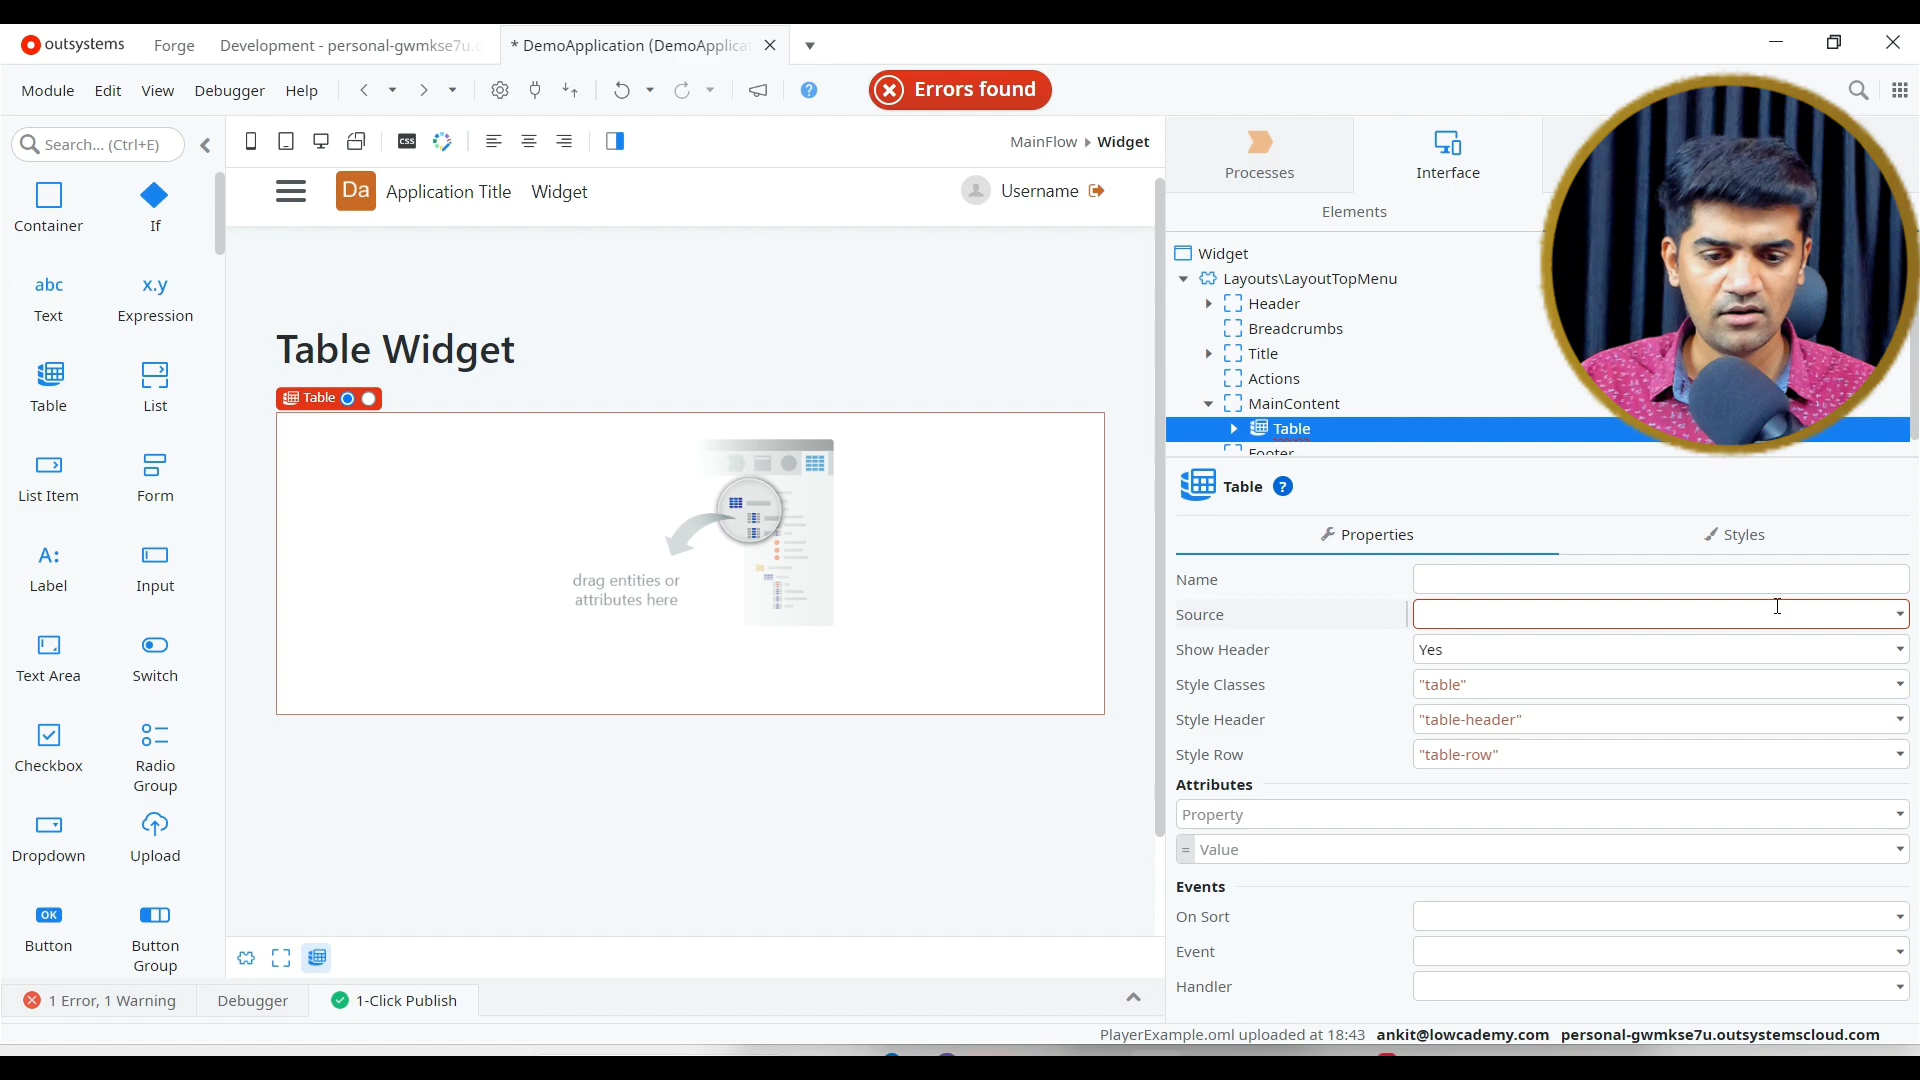 outsystems
Forge
Development - personal-gwmkse7u.o
* DemoApplication (DemoApplicat
Module
Edit
View
Debugger
Help
Errors found
Search... (Ctrl+E)
css
MainFlow
Widget
Processes
Interface
Elements
Container
If
Da
Application Title
Widget
Username
abc
Text
x.y
Expression
Table
List
List Item
Form
A:
Label
Input
Text Area
Switch
Checkbox
Radio
Group
Dropdown
Upload
OK
Button
Button
Group
Table Widget
Table
drag entities or
attributes here
Widget
Layouts\LayoutTopMenu
Header
Breadcrumbs
Title
Actions
MainContent
Table
Footer
Table
?
Properties
Styles
Name
Source
Show Header
Yes
Style Classes
"table"
Style Header
"table-header"
Style Row
"table-row"
Attributes
Property
= Value
Events
On Sort
Event
Handler
1 Error, 1 Warning
Debugger
1-Click Publish
PlayerExample.oml uploaded at 18:43
ankit@lowcademy.com
personal-gwmkse7u.outsystemscloud.com